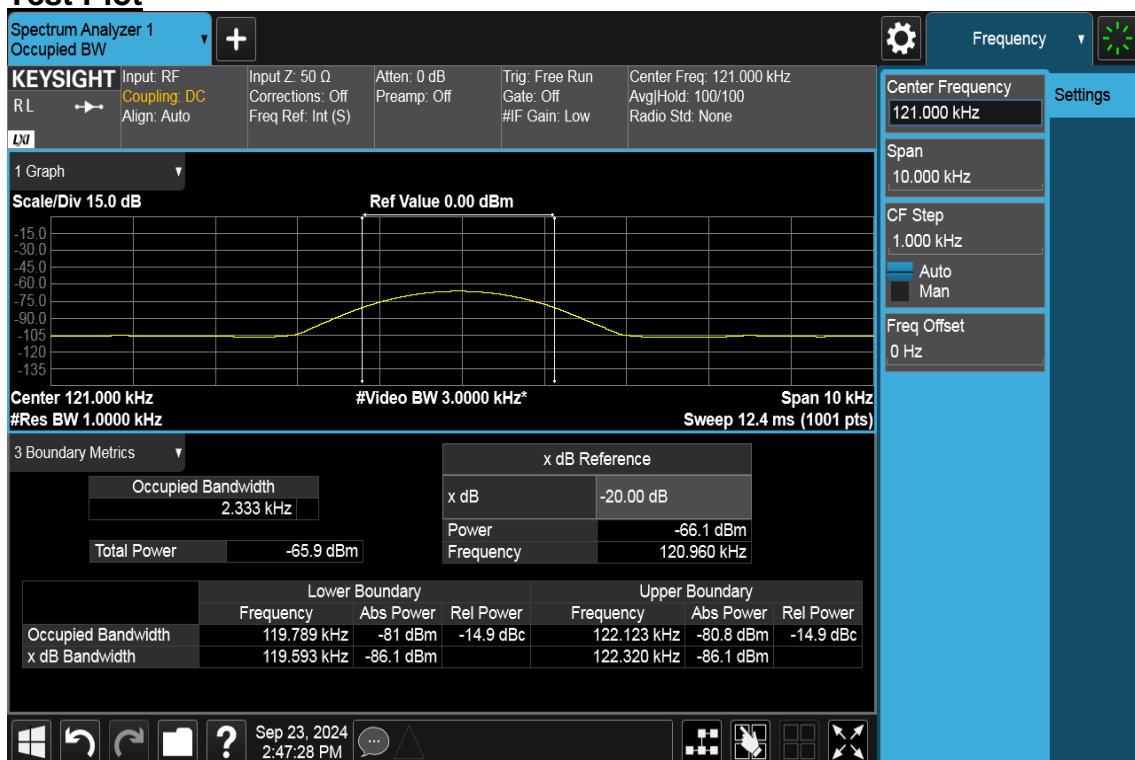 Test Plot
Spectrum Analyzer 1
Occupied BW
Frequency
KEYSIGHT
R L
LXI
Input: RF
Coupling: DC
Align: Auto
Input Z: 50 Ω
Corrections: Off
Freq Ref: Int (S)
Atten: 0 dB
Preamp: Off
Trig: Free Run
Gate: Off
#IF Gain: Low
Center Freq: 121.000 kHz
Avg|Hold: 100/100
Radio Std: None
Center Frequency
121.000 kHz
Settings
Span
10.000 kHz
CF Step
1.000 kHz
Auto
Man
Freq Offset
0 Hz
1 Graph
Scale/Div 15.0 dB
Ref Value 0.00 dBm
-15.0
-30.0
-45.0
-60.0
-75.0
-90.0
-105
-120
-135
Center 121.000 kHz
#Video BW 3.0000 kHz*
Span 10 kHz
#Res BW 1.0000 kHz
Sweep 12.4 ms (1001 pts)
3 Boundary Metrics
Occupied Bandwidth
2.333 kHz
Total Power -65.9 dBm
x dB Reference
x dB -20.00 dB
Power -66.1 dBm
Frequency 120.960 kHz
Lower Boundary Upper Boundary
Frequency Abs Power Rel Power Frequency Abs Power Rel Power
Occupied Bandwidth 119.789 kHz -81 dBm -14.9 dBc 122.123 kHz -80.8 dBm -14.9 dBc
x dB Bandwidth 119.593 kHz -86.1 dBm 122.320 kHz -86.1 dBm
?
Sep 23, 2024
2:47:28 PM